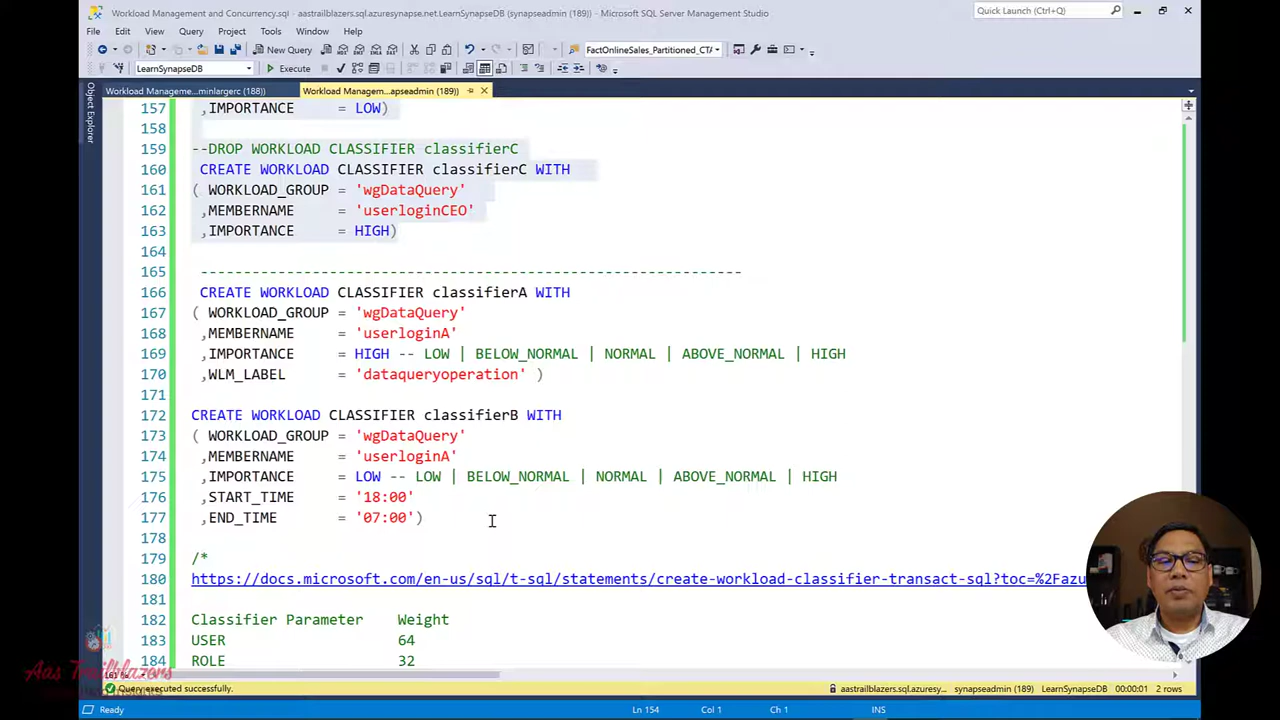 Workload Management and Concurrency.sql - aastrailblazers.sql.azuresynapse.net.LearnSynapseDB (synapseadmin (189)) - Microsoft SQL Server Management Studio
Quick Launch (Ctrl+Q)
File Edit View Query Project Tools Window Help
New Query
FactOnlineSales_Partitioned_CTA
LearnSynapseDB
Execute
Workload Manageme...minlargerc (188))
Workload Managem...apseadmin (189))
Object Explorer
157 ,IMPORTANCE = LOW)
158
159 --DROP WORKLOAD CLASSIFIER classifierC
160 CREATE WORKLOAD CLASSIFIER classifierC WITH
161 ( WORKLOAD_GROUP = 'wgDataQuery'
162 ,MEMBERNAME = 'userloginCEO'
163 ,IMPORTANCE = HIGH)
164
165 ---------------------------------------------------------------
166 CREATE WORKLOAD CLASSIFIER classifierA WITH
167 ( WORKLOAD_GROUP = 'wgDataQuery'
168 ,MEMBERNAME = 'userloginA'
169 ,IMPORTANCE = HIGH -- LOW | BELOW_NORMAL | NORMAL | ABOVE_NORMAL | HIGH
170 ,WLM_LABEL = 'dataqueryoperation' )
171
172 CREATE WORKLOAD CLASSIFIER classifierB WITH
173 ( WORKLOAD_GROUP = 'wgDataQuery'
174 ,MEMBERNAME = 'userloginA'
175 ,IMPORTANCE = LOW -- LOW | BELOW_NORMAL | NORMAL | ABOVE_NORMAL | HIGH
176 ,START_TIME = '18:00'
177 ,END_TIME = '07:00')
178
179 /*
180 https://docs.microsoft.com/en-us/sql/t-sql/statements/create-workload-classifier-transact-sql?toc=%2Fazu
181
182 Classifier Parameter Weight
183 USER 64
184 ROLE 32
Aas Trailblazers
Query executed successfully.
aastrailblazers.sql.azuresy...
synapseadmin (189)
LearnSynapseDB
00:00:01
2 rows
Ready
Ln 154
Col 1
Ch 1
INS